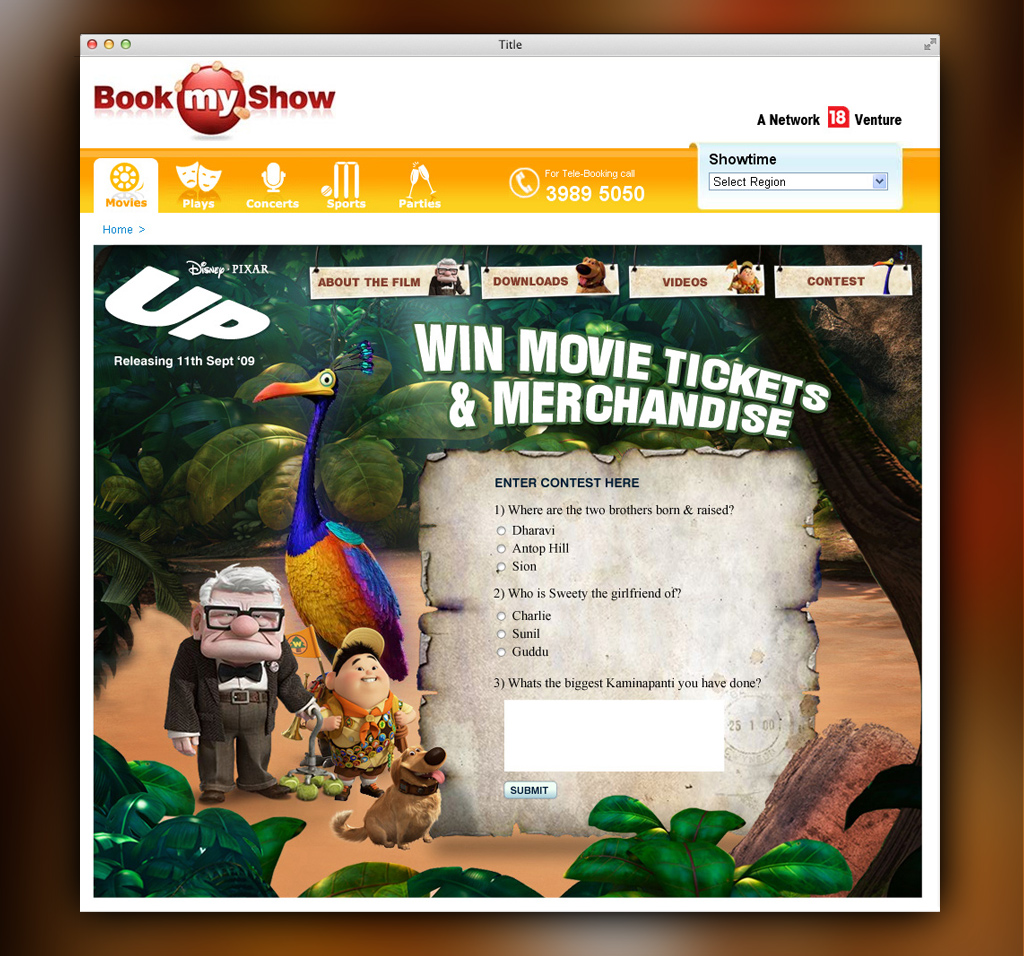 Title
Book my Show
A Network 18 Venture
Movies
Plays
Concerts
Sports
Parties
For Tele-Booking call
3989 5050
Showtime
Select Region
Home >
Disney · PIXAR
UP
Releasing 11th Sept ‘09
ABOUT THE FILM
DOWNLOADS
VIDEOS
CONTEST
WIN MOVIE TICKETS
& MERCHANDISE
ENTER CONTEST HERE
1) Where are the two brothers born & raised?
Dharavi
Antop Hill
Sion
2) Who is Sweety the girlfriend of?
Charlie
Sunil
Guddu
3) Whats the biggest Kaminapanti you have done?
25 1 00
SUBMIT